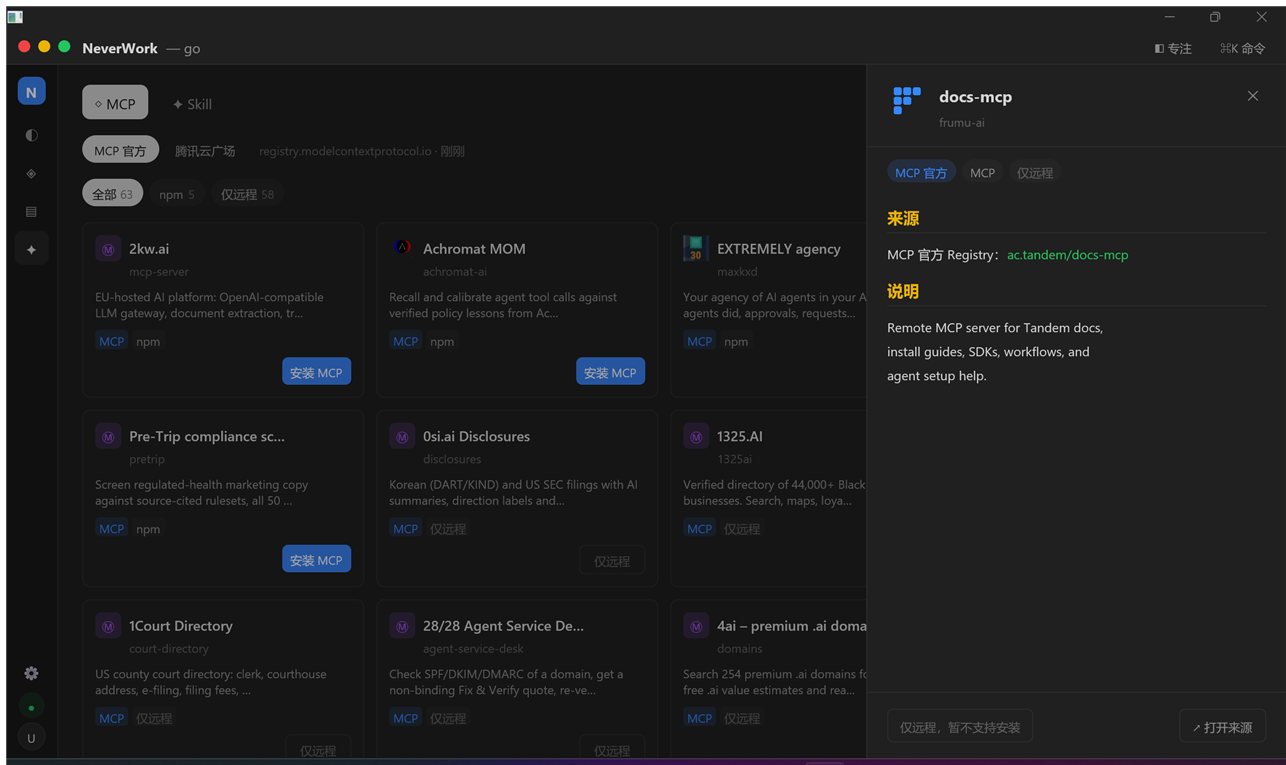 NeverWork — go
◧ 专注
⌘K 命令
N
◇ MCP
✦ Skill
MCP 官方
腾讯云广场
registry.modelcontextprotocol.io · 刚刚
全部 63
npm 5
仅远程 58
2kw.ai
mcp-server
EU-hosted AI platform: OpenAI-compatible
LLM gateway, document extraction, tr...
MCP npm
安装 MCP
Achromat MOM
achromat-ai
Recall and calibrate agent tool calls against
verified policy lessons from Ac...
MCP npm
安装 MCP
30
EXTREMELY agency
maxkxd
Your agency of AI agents in your A
agents did, approvals, requests...
MCP npm
Pre-Trip compliance sc...
pretrip
Screen regulated-health marketing copy
against source-cited rulesets, all 50 ...
MCP npm
安装 MCP
0si.ai Disclosures
disclosures
Korean (DART/KIND) and US SEC filings with AI
summaries, direction labels and...
MCP 仅远程
仅远程
1325.AI
1325ai
Verified directory of 44,000+ Black
businesses. Search, maps, loya...
MCP 仅远程
1Court Directory
court-directory
US county court directory: clerk, courthouse
address, e-filing, filing fees, ...
MCP 仅远程
仅远程
28/28 Agent Service De...
agent-service-desk
Check SPF/DKIM/DMARC of a domain, get a
non-binding Fix & Verify quote, re-ve...
MCP 仅远程
仅远程
4ai – premium .ai doma
domains
Search 254 premium .ai domains fo
free .ai value estimates and rea...
MCP 仅远程
U
docs-mcp
frumu-ai
MCP 官方
MCP
仅远程
来源
MCP 官方 Registry： ac.tandem/docs-mcp
说明
Remote MCP server for Tandem docs,
install guides, SDKs, workflows, and
agent setup help.
仅远程，暂不支持安装
↗ 打开来源